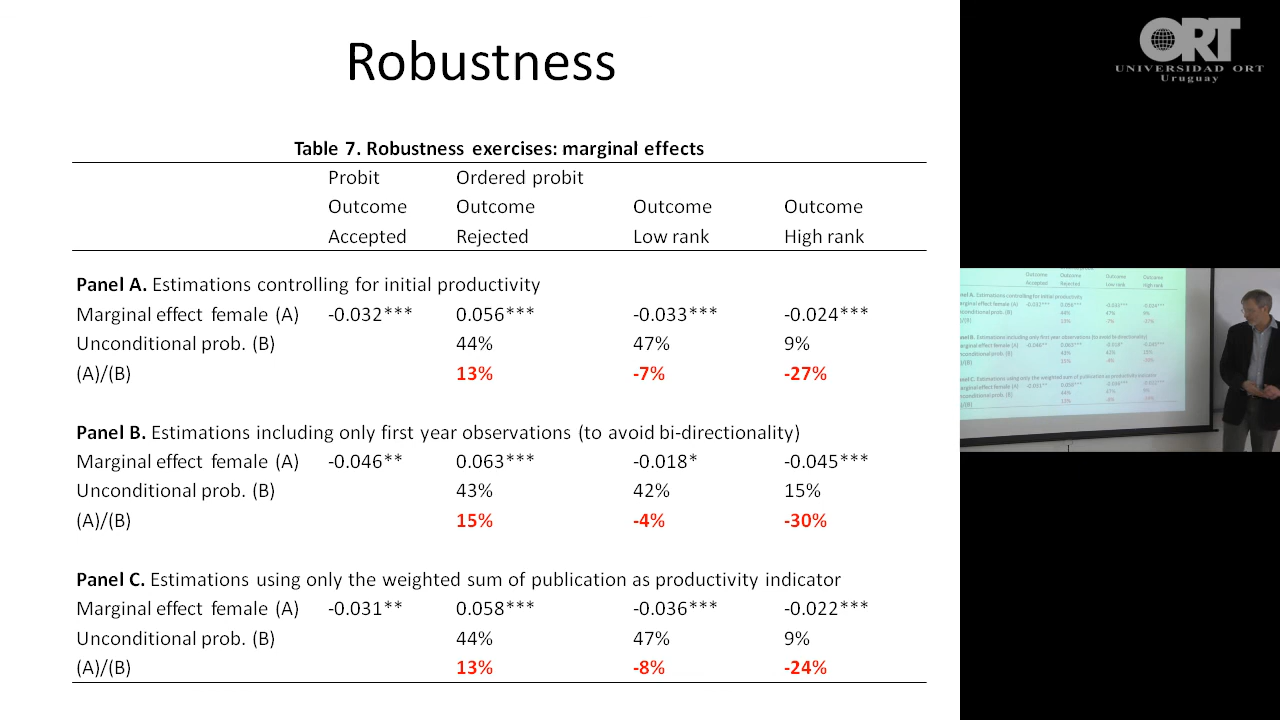 Robustness
Table 7. Robustness exercises: marginal effects
Probit Ordered probit
Outcome Outcome Outcome Outcome
Accepted Rejected Low rank High rank
Panel A. Estimations controlling for initial productivity
Marginal effect female (A) -0.032*** 0.056*** -0.033*** -0.024***
Unconditional prob. (B) 44% 47% 9%
(A)/(B) 13% -7% -27%
Panel B. Estimations including only first year observations (to avoid bi-directionality)
Marginal effect female (A) -0.046** 0.063*** -0.018* -0.045***
Unconditional prob. (B) 43% 42% 15%
(A)/(B) 15% -4% -30%
Panel C. Estimations using only the weighted sum of publication as productivity indicator
Marginal effect female (A) -0.031** 0.058*** -0.036*** -0.022***
Unconditional prob. (B) 44% 47% 9%
(A)/(B) 13% -8% -24%
ORT
UNIVERSIDAD ORT
Uruguay